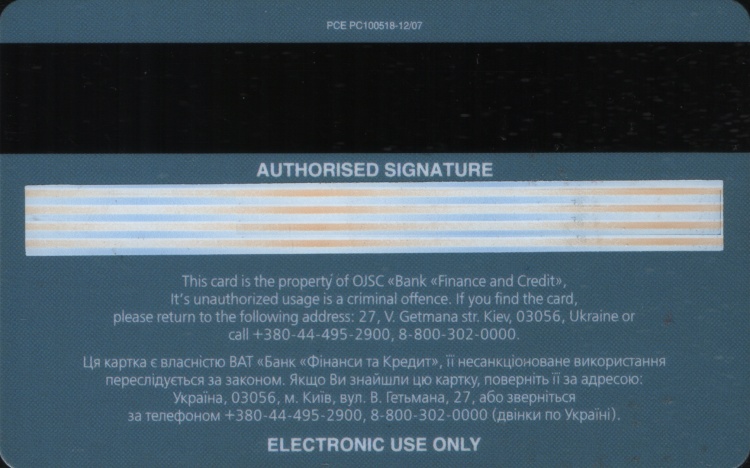 PCE PC100518-12/07
AUTHORISED SIGNATURE
This card is the property of OJSC «Bank «Finance and Credit»,
It's unauthorized usage is a criminal offence. If you find the card,
please return to the following address: 27, V. Getmana str. Kiev, 03056, Ukraine or
call +380-44-495-2900, 8-800-302-0000.
Ця картка є власністю ВАТ «Банк «Фінанси та Кредит», її несанкціоноване використання
переслідується за законом. Якщо Ви знайшли цю картку, поверніть її за адресою:
Україна, 03056, м. Київ, вул. В. Гетьмана, 27, або зверніться
за телефоном +380-44-495-2900, 8-800-302-0000 (двінки по Україні).
ELECTRONIC USE ONLY